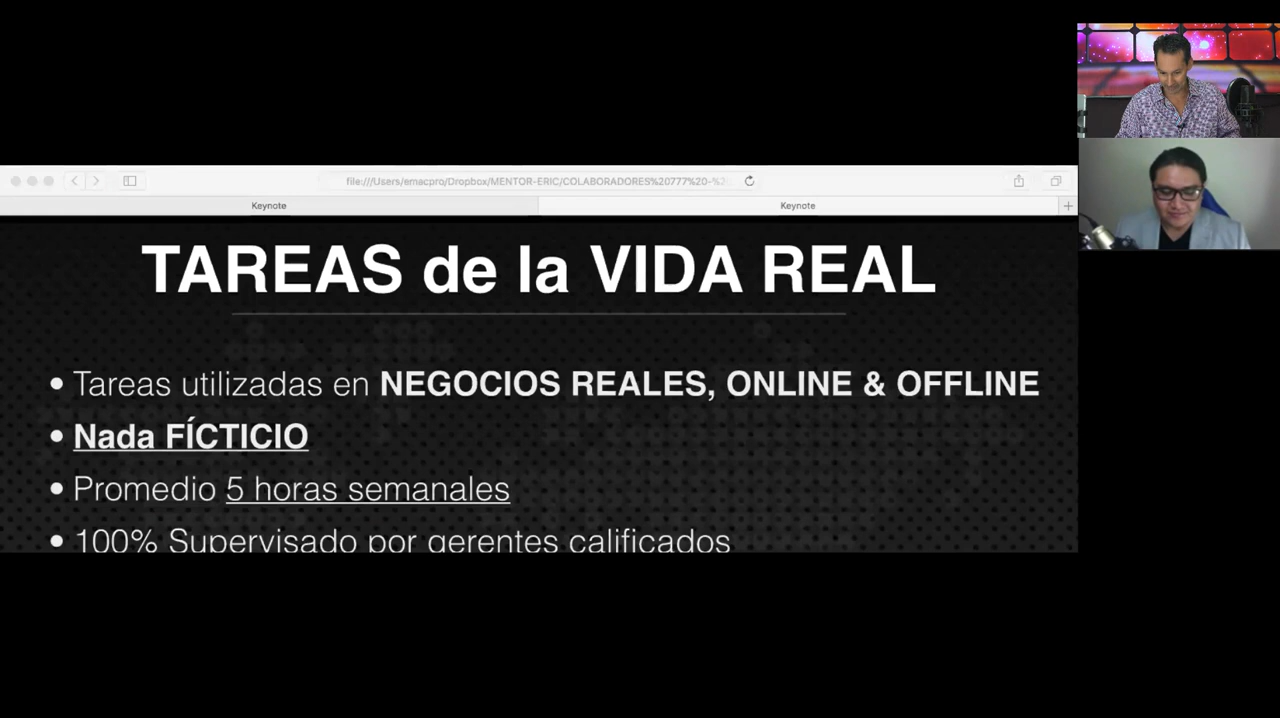 file:///Users/emacpro/Dropbox/MENTOR-ERIC/COLABORADORES%20777%20-%2
Keynote
Keynote
TAREAS de la VIDA REAL
• Tareas utilizadas en NEGOCIOS REALES, ONLINE & OFFLINE
• Nada FÍCTICIO
• Promedio 5 horas semanales
• 100% Supervisado por gerentes calificados